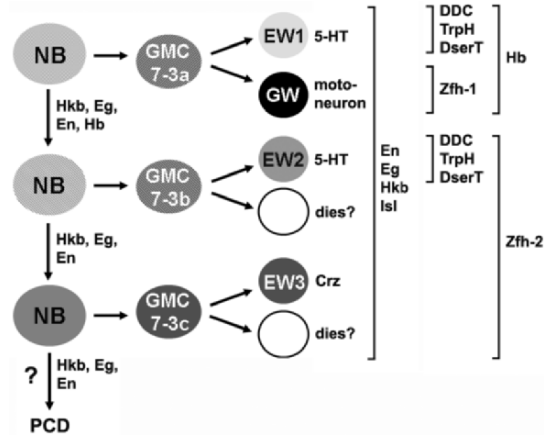 NB
GMC
7-3a
EW1
5-HT
GW
moto-
neuron
Hkb, Eg,
En, Hb
NB
GMC
7-3b
EW2
5-HT
dies?
Hkb, Eg,
En
NB
GMC
7-3c
EW3
Crz
dies?
?
Hkb, Eg,
En
PCD
En
Eg
Hkb
Isl
DDC
TrpH
DserT
Zfh-1
Hb
DDC
TrpH
DserT
Zfh-2